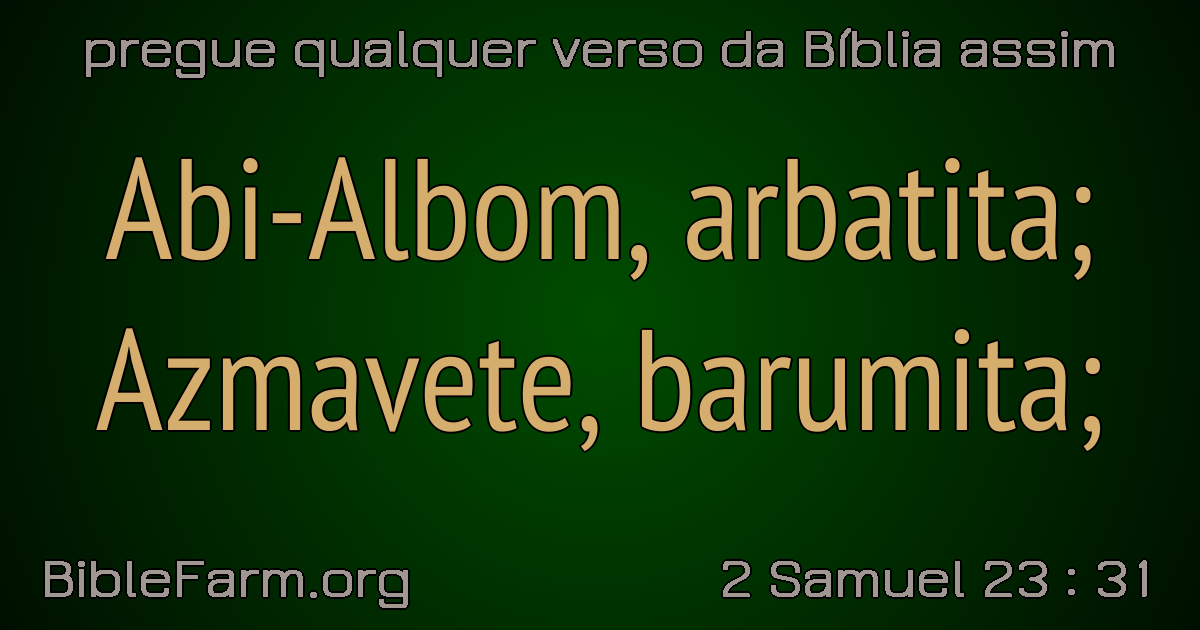 pregue qualquer verso da Bíblia assim
Abi-Albom, arbatita;
Azmavete, barumita;
BibleFarm.org
2 Samuel 23 : 31